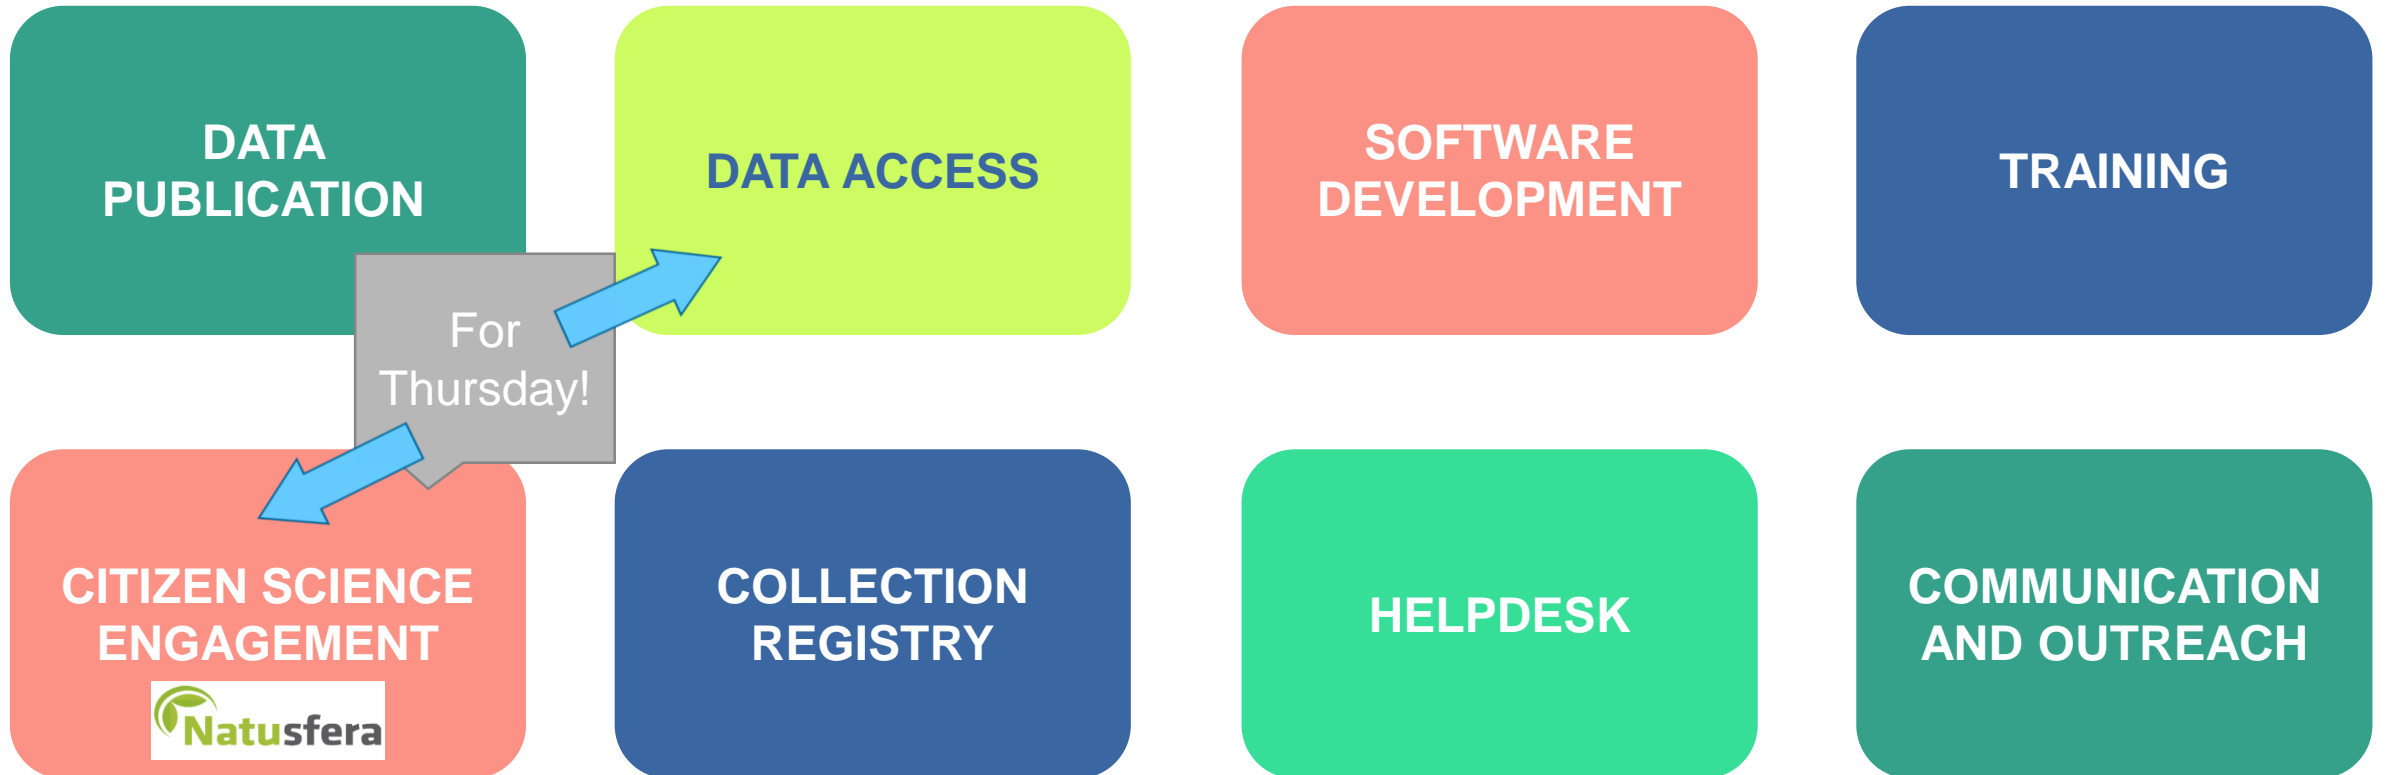 DATA
PUBLICATION
DATA ACCESS
SOFTWARE
DEVELOPMENT
TRAINING
For
Thursday!
CITIZEN SCIENCE
ENGAGEMENT
Natusfera
COLLECTION
REGISTRY
HELPDESK
COMMUNICATION
AND OUTREACH